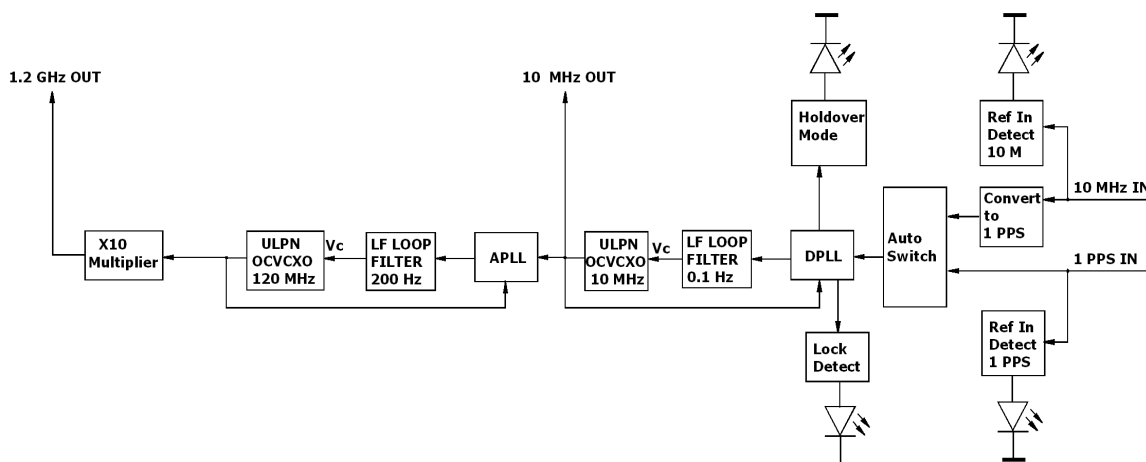 1.2 GHz OUT
10 MHz OUT
Holdover
Mode
Ref In
Detect
10 M
10 MHz IN
Convert
to
1 PPS
X10
Multiplier
ULPN
OCVCXO
120 MHz
Vc
LF LOOP
FILTER
200 Hz
APLL
ULPN
OCVCXO
10 MHz
Vc
LF LOOP
FILTER
0.1 Hz
DPLL
Auto
Switch
1 PPS IN
Lock
Detect
Ref In
Detect
1 PPS